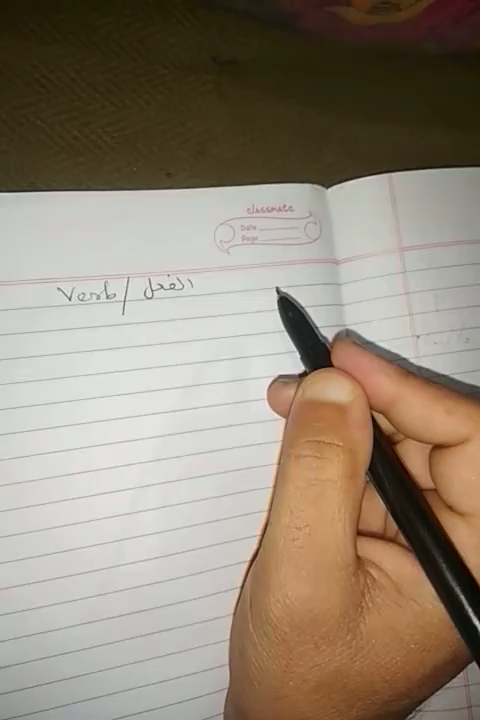 classmate
Date
Page
Verb / الفعل